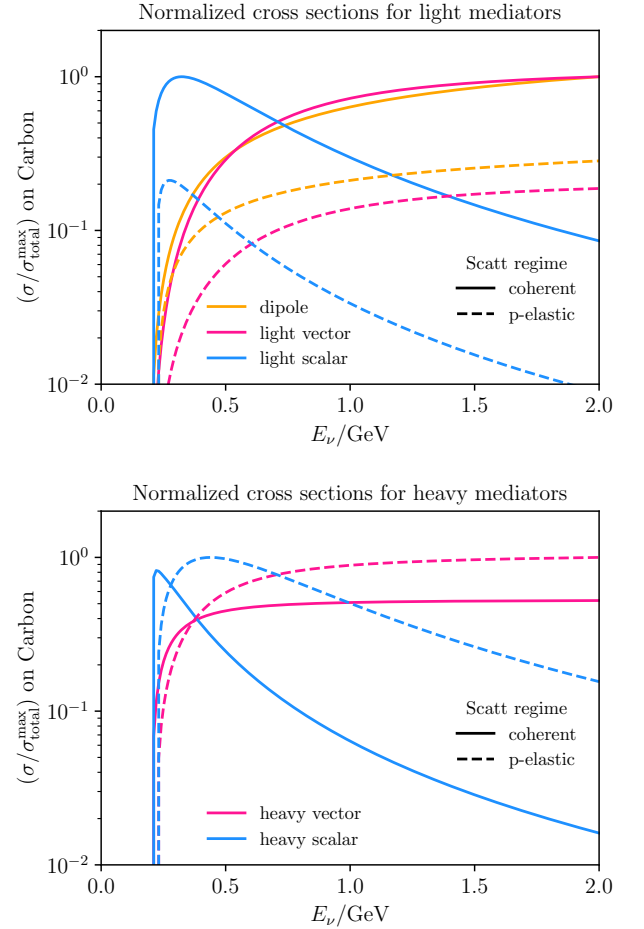 Normalized cross sections for light mediators
(σ/σ_total^max) on Carbon
10^0
10^-1
10^-2
dipole
light vector
light scalar
Scatt regime
coherent
p-elastic
0.0 0.5 1.0 1.5 2.0
E_ν/GeV
Normalized cross sections for heavy mediators
(σ/σ_total^max) on Carbon
10^0
10^-1
10^-2
Scatt regime
coherent
p-elastic
heavy vector
heavy scalar
0.0 0.5 1.0 1.5 2.0
E_ν/GeV